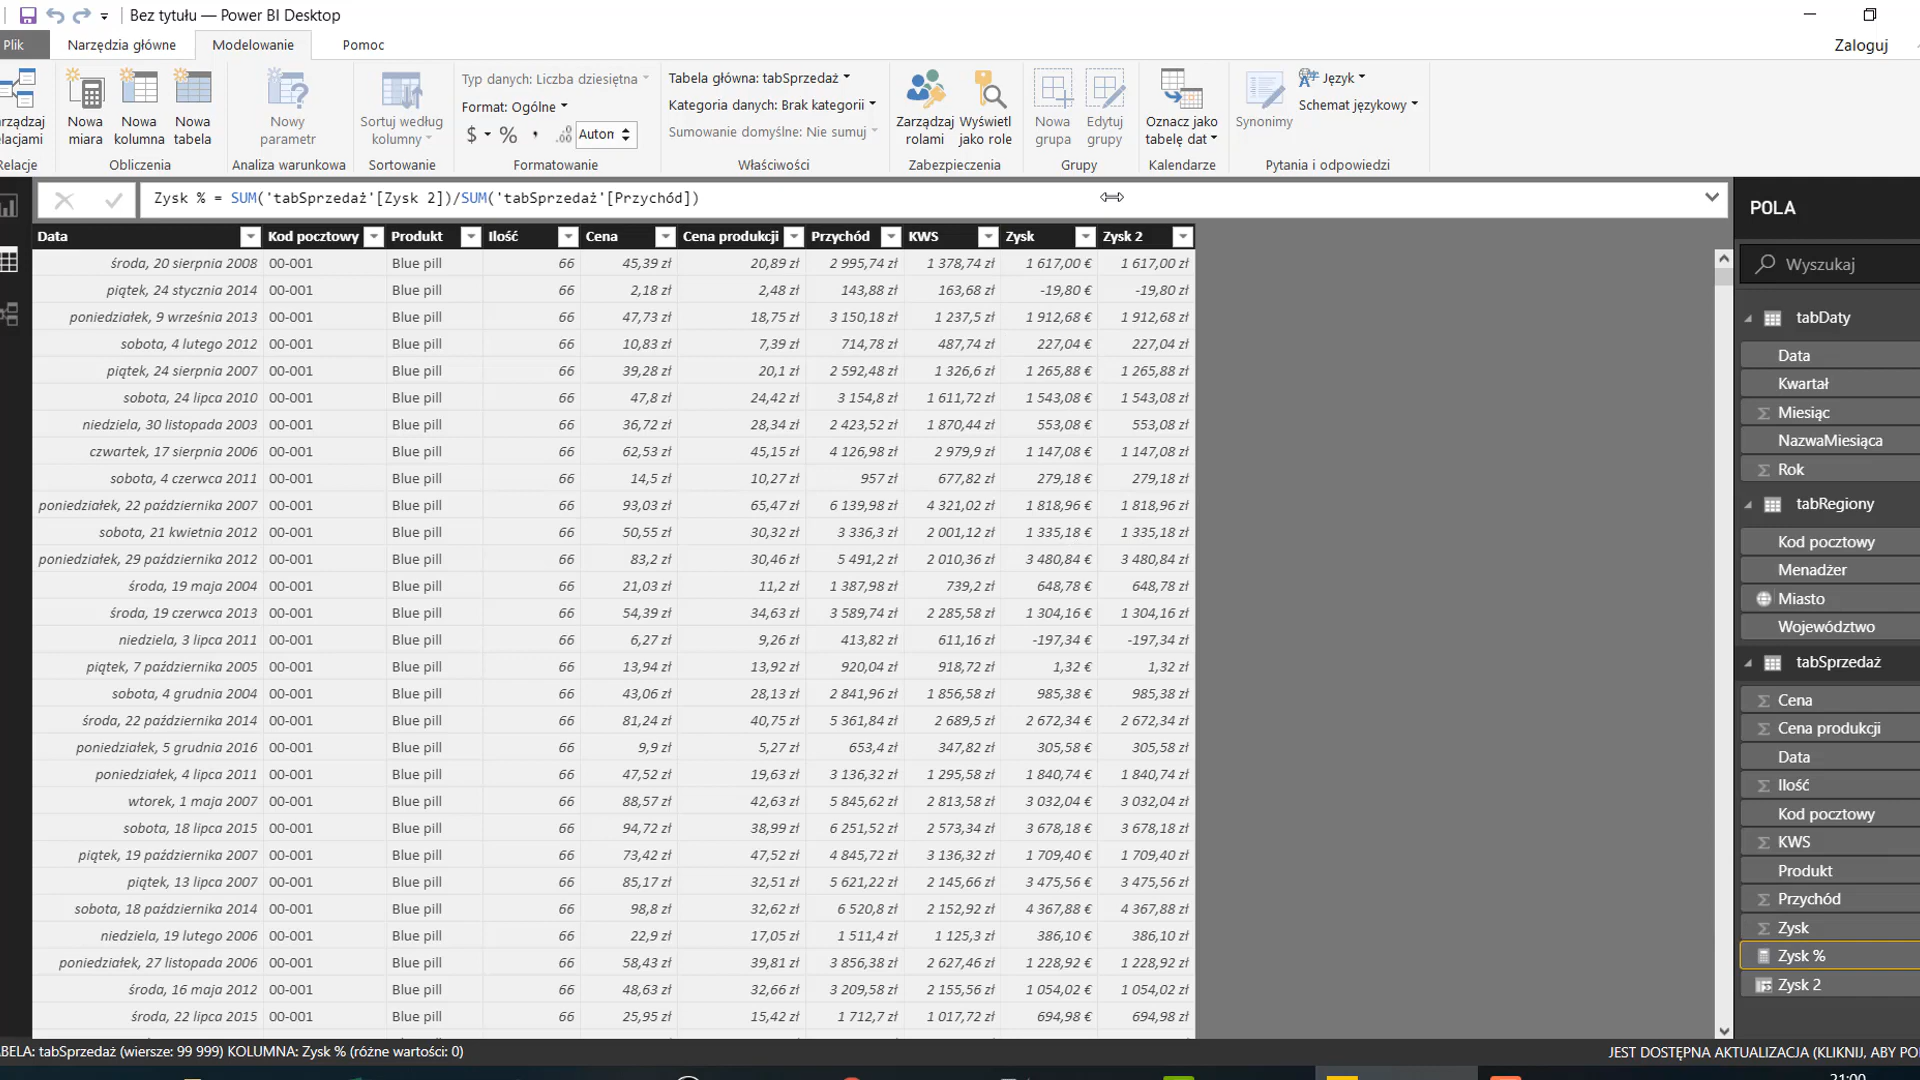 Bez tytułu — Power BI Desktop
Plik Narzędzia główne Modelowanie Pomoc Zaloguj
Nowa miara
Nowa kolumna
Nowa tabela
Nowy parametr
Sortuj według kolumny
Typ danych: Liczba dziesiętna
Format: Ogólne
$ % , Auton
Tabela główna: tabSprzedaż
Kategoria danych: Brak kategorii
Sumowanie domyślne: Nie sumuj
Zarządzaj rolami
Wyświetl jako role
Nowa grupa
Edytuj grupy
Oznacz jako tabelę dat
Synonimy
Język
Schemat językowy
Obliczenia Analiza warunkowa Sortowanie Formatowanie Właściwości Zabezpieczenia Grupy Kalendarze Pytania i odpowiedzi
Zysk % = SUM('tabSprzedaż'[Zysk 2])/SUM('tabSprzedaż'[Przychód])
Data Kod pocztowy Produkt Ilość Cena Cena produkcji Przychód KWS Zysk Zysk 2
środa, 20 sierpnia 2008 00-001 Blue pill 66 45,39 zł 20,89 zł 2 995,74 zł 1 378,74 zł 1 617,00 € 1 617,00 zł
piątek, 24 stycznia 2014 00-001 Blue pill 66 2,18 zł 2,48 zł 143,88 zł 163,68 zł -19,80 € -19,80 zł
poniedziałek, 9 września 2013 00-001 Blue pill 66 47,73 zł 18,75 zł 3 150,18 zł 1 237,5 zł 1 912,68 € 1 912,68 zł
sobota, 4 lutego 2012 00-001 Blue pill 66 10,83 zł 7,39 zł 714,78 zł 487,74 zł 227,04 € 227,04 zł
piątek, 24 sierpnia 2007 00-001 Blue pill 66 39,28 zł 20,1 zł 2 592,48 zł 1 326,6 zł 1 265,88 € 1 265,88 zł
sobota, 24 lipca 2010 00-001 Blue pill 66 47,8 zł 24,42 zł 3 154,8 zł 1 611,72 zł 1 543,08 € 1 543,08 zł
niedziela, 30 listopada 2003 00-001 Blue pill 66 36,72 zł 28,34 zł 2 423,52 zł 1 870,44 zł 553,08 € 553,08 zł
czwartek, 17 sierpnia 2006 00-001 Blue pill 66 62,53 zł 45,15 zł 4 126,98 zł 2 979,9 zł 1 147,08 € 1 147,08 zł
sobota, 4 czerwca 2011 00-001 Blue pill 66 14,5 zł 10,27 zł 957 zł 677,82 zł 279,18 € 279,18 zł
poniedziałek, 22 października 2007 00-001 Blue pill 66 93,03 zł 65,47 zł 6 139,98 zł 4 321,02 zł 1 818,96 € 1 818,96 zł
sobota, 21 kwietnia 2012 00-001 Blue pill 66 50,55 zł 30,32 zł 3 336,3 zł 2 001,12 zł 1 335,18 € 1 335,18 zł
poniedziałek, 29 października 2012 00-001 Blue pill 66 83,2 zł 30,46 zł 5 491,2 zł 2 010,36 zł 3 480,84 € 3 480,84 zł
środa, 19 maja 2004 00-001 Blue pill 66 21,03 zł 11,2 zł 1 387,98 zł 739,2 zł 648,78 € 648,78 zł
środa, 19 czerwca 2013 00-001 Blue pill 66 54,39 zł 34,63 zł 3 589,74 zł 2 285,58 zł 1 304,16 € 1 304,16 zł
niedziela, 3 lipca 2011 00-001 Blue pill 66 6,27 zł 9,26 zł 413,82 zł 611,16 zł -197,34 € -197,34 zł
piątek, 7 października 2005 00-001 Blue pill 66 13,94 zł 13,92 zł 920,04 zł 918,72 zł 1,32 € 1,32 zł
sobota, 4 grudnia 2004 00-001 Blue pill 66 43,06 zł 28,13 zł 2 841,96 zł 1 856,58 zł 985,38 € 985,38 zł
środa, 22 października 2014 00-001 Blue pill 66 81,24 zł 40,75 zł 5 361,84 zł 2 689,5 zł 2 672,34 € 2 672,34 zł
poniedziałek, 5 grudnia 2016 00-001 Blue pill 66 9,9 zł 5,27 zł 653,4 zł 347,82 zł 305,58 € 305,58 zł
poniedziałek, 4 lipca 2011 00-001 Blue pill 66 47,52 zł 19,63 zł 3 136,32 zł 1 295,58 zł 1 840,74 € 1 840,74 zł
wtorek, 1 maja 2007 00-001 Blue pill 66 88,57 zł 42,63 zł 5 845,62 zł 2 813,58 zł 3 032,04 € 3 032,04 zł
sobota, 18 lipca 2015 00-001 Blue pill 66 94,72 zł 38,99 zł 6 251,52 zł 2 573,34 zł 3 678,18 € 3 678,18 zł
piątek, 19 października 2007 00-001 Blue pill 66 73,42 zł 47,52 zł 4 845,72 zł 3 136,32 zł 1 709,40 € 1 709,40 zł
piątek, 13 lipca 2007 00-001 Blue pill 66 85,17 zł 32,51 zł 5 621,22 zł 2 145,66 zł 3 475,56 € 3 475,56 zł
sobota, 18 października 2014 00-001 Blue pill 66 98,8 zł 32,62 zł 6 520,8 zł 2 152,92 zł 4 367,88 € 4 367,88 zł
niedziela, 19 lutego 2006 00-001 Blue pill 66 22,9 zł 17,05 zł 1 511,4 zł 1 125,3 zł 386,10 € 386,10 zł
poniedziałek, 27 listopada 2006 00-001 Blue pill 66 58,43 zł 39,81 zł 3 856,38 zł 2 627,46 zł 1 228,92 € 1 228,92 zł
środa, 16 maja 2012 00-001 Blue pill 66 48,63 zł 32,66 zł 3 209,58 zł 2 155,56 zł 1 054,02 € 1 054,02 zł
środa, 22 lipca 2015 00-001 Blue pill 66 25,95 zł 15,42 zł 1 712,7 zł 1 017,72 zł 694,98 € 694,98 zł
POLA
Wyszukaj
tabDaty
Data
Kwartał
Miesiąc
NazwaMiesiąca
Rok
tabRegiony
Kod pocztowy
Menadżer
Miasto
Województwo
tabSprzedaż
Cena
Cena produkcji
Data
Ilość
Kod pocztowy
KWS
Produkt
Przychód
Zysk
Zysk %
Zysk 2
ABELA: tabSprzedaż (wiersze: 99 999) KOLUMNA: Zysk % (różne wartości: 0)
JEST DOSTĘPNA AKTUALIZACJA (KLIKNIJ, ABY PO
21:00